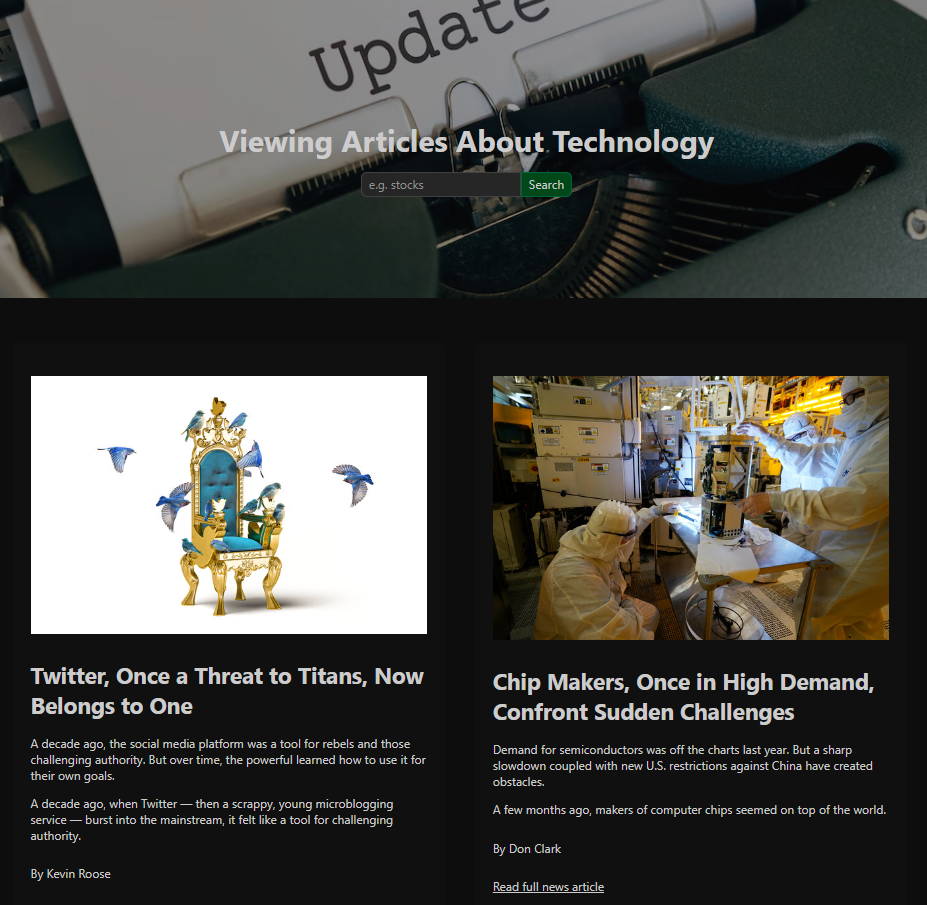 Update
Viewing Articles About Technology
e.g. stocks
Search
Twitter, Once a Threat to Titans, Now
Belongs to One
A decade ago, the social media platform was a tool for rebels and those
challenging authority. But over time, the powerful learned how to use it for
their own goals.
A decade ago, when Twitter — then a scrappy, young microblogging
service — burst into the mainstream, it felt like a tool for challenging
authority.
By Kevin Roose
Chip Makers, Once in High Demand,
Confront Sudden Challenges
Demand for semiconductors was off the charts last year. But a sharp
slowdown coupled with new U.S. restrictions against China have created
obstacles.
A few months ago, makers of computer chips seemed on top of the world.
By Don Clark
Read full news article